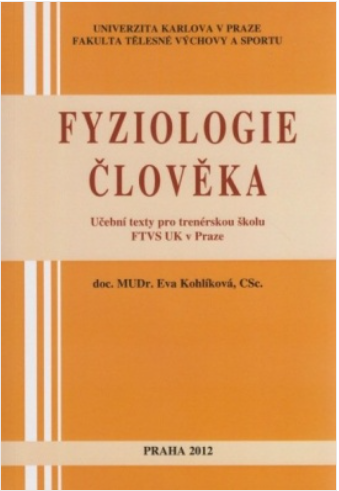 UNIVERZITA KARLOVA V PRAZE
FAKULTA TĚLESNÉ VÝCHOVY A SPORTU
FYZIOLOGIE
ČLOVĚKA
Učební texty pro trenérskou školu
FTVS UK v Praze
doc. MUDr. Eva Kohlíková, CSc.
PRAHA 2012